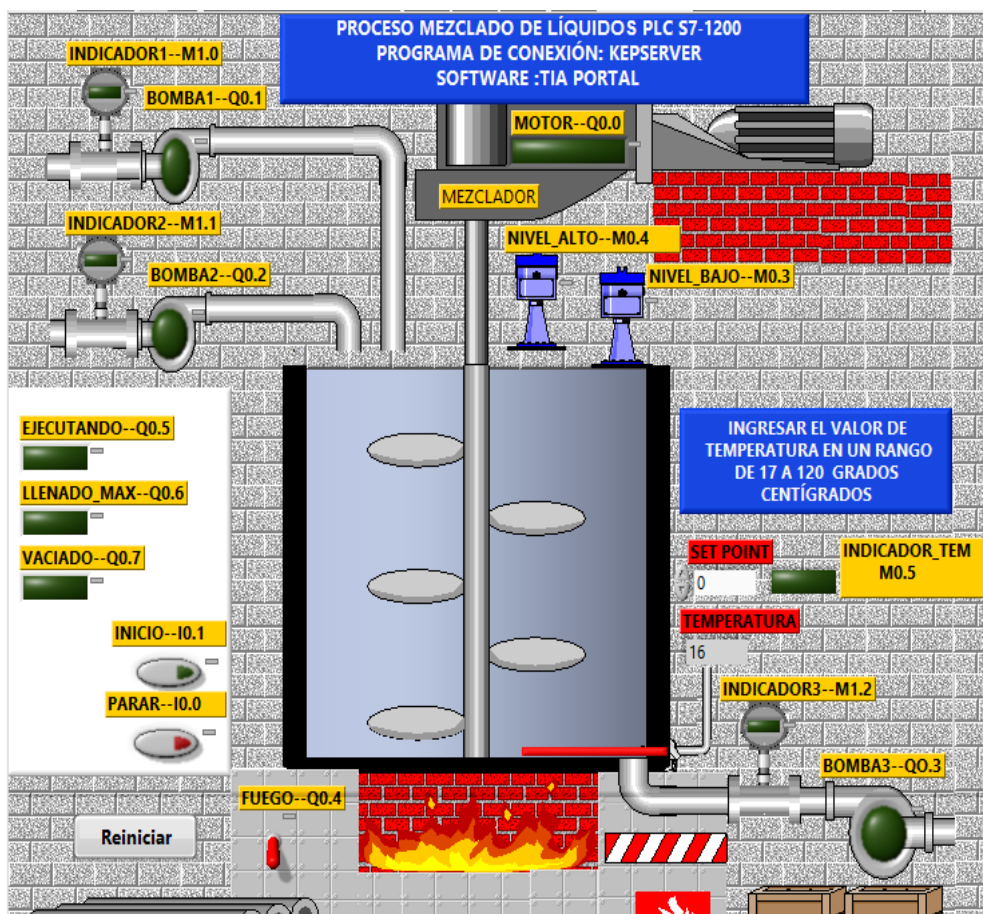 PROCESO MEZCLADO DE LÍQUIDOS PLC S7-1200
PROGRAMA DE CONEXIÓN: KEPSERVER
SOFTWARE :TIA PORTAL
INDICADOR1--M1.0
BOMBA1--Q0.1
MOTOR--Q0.0
MEZCLADOR
INDICADOR2--M1.1
BOMBA2--Q0.2
NIVEL_ALTO--M0.4
NIVEL_BAJO--M0.3
EJECUTANDO--Q0.5
LLENADO_MAX--Q0.6
VACIADO--Q0.7
INICIO--I0.1
PARAR--I0.0
INGRESAR EL VALOR DE
TEMPERATURA EN UN RANGO
DE 17 A 120 GRADOS
CENTÍGRADOS
SET POINT
0
INDICADOR_TEM
M0.5
TEMPERATURA
16
INDICADOR3--M1.2
BOMBA3--QO.3
FUEGO--Q0.4
Reiniciar